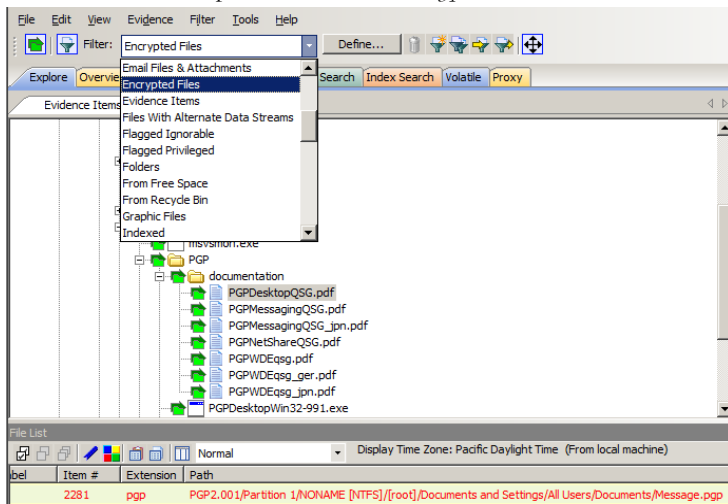 File Edit View Evidence Filter Tools Help
Filter: Encrypted Files Define...
Explore Overvie Search Index Search Volatile Proxy
Evidence Items
Email Files & Attachments
Encrypted Files
Evidence Items
Files With Alternate Data Streams
Flagged Ignorable
Flagged Privileged
Folders
From Free Space
From Recycle Bin
Graphic Files
Indexed
msvsmon.exe
PGP
documentation
PGPDesktopQSG.pdf
PGPMessagingQSG.pdf
PGPMessagingQSG_jpn.pdf
PGPNetShareQSG.pdf
PGPWDEqsg.pdf
PGPWDEqsg_ger.pdf
PGPWDEqsg_jpn.pdf
PGPDesktopWin32-991.exe
File List
Normal Display Time Zone: Pacific Daylight Time (From local machine)
bel Item # Extension Path
2281 pgp PGP2.001/Partition 1/NONAME [NTFS]/[root]/Documents and Settings/All Users/Documents/Message.pgp